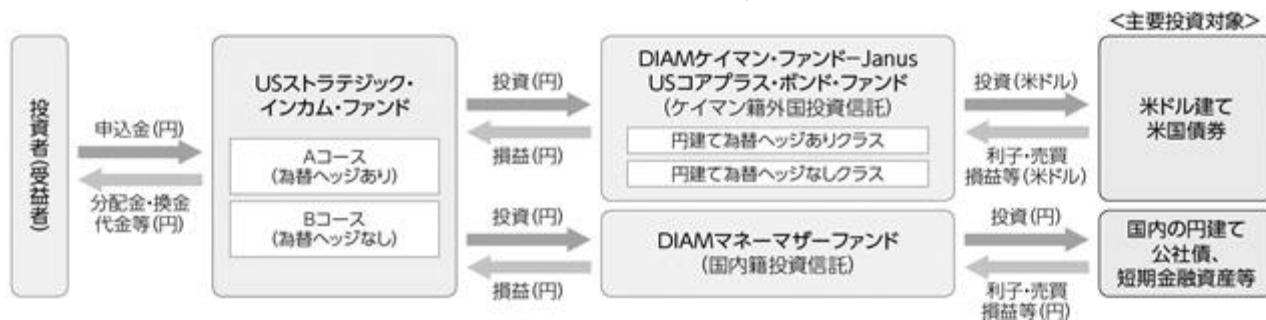 <主要投資対象>
投資者(受益者)
申込金(円)
分配金・換金
代金等(円)
USストラテジック・
インカム・ファンド
Aコース
(為替ヘッジあり)
Bコース
(為替ヘッジなし)
投資(円)
損益(円)
投資(円)
損益(円)
DIAMケイマン・ファンドーJanus
USコアプラス・ボンド・ファンド
(ケイマン籍外国投資信託)
円建て為替ヘッジありクラス
円建て為替ヘッジなしクラス
DIAMマネーマザーファンド
(国内籍投資信託)
投資(米ドル)
利子・売買
損益等(米ドル)
投資(円)
利子・売買
損益等(円)
米ドル建て
米国債券
国内の円建て
公社債、
短期金融資産等